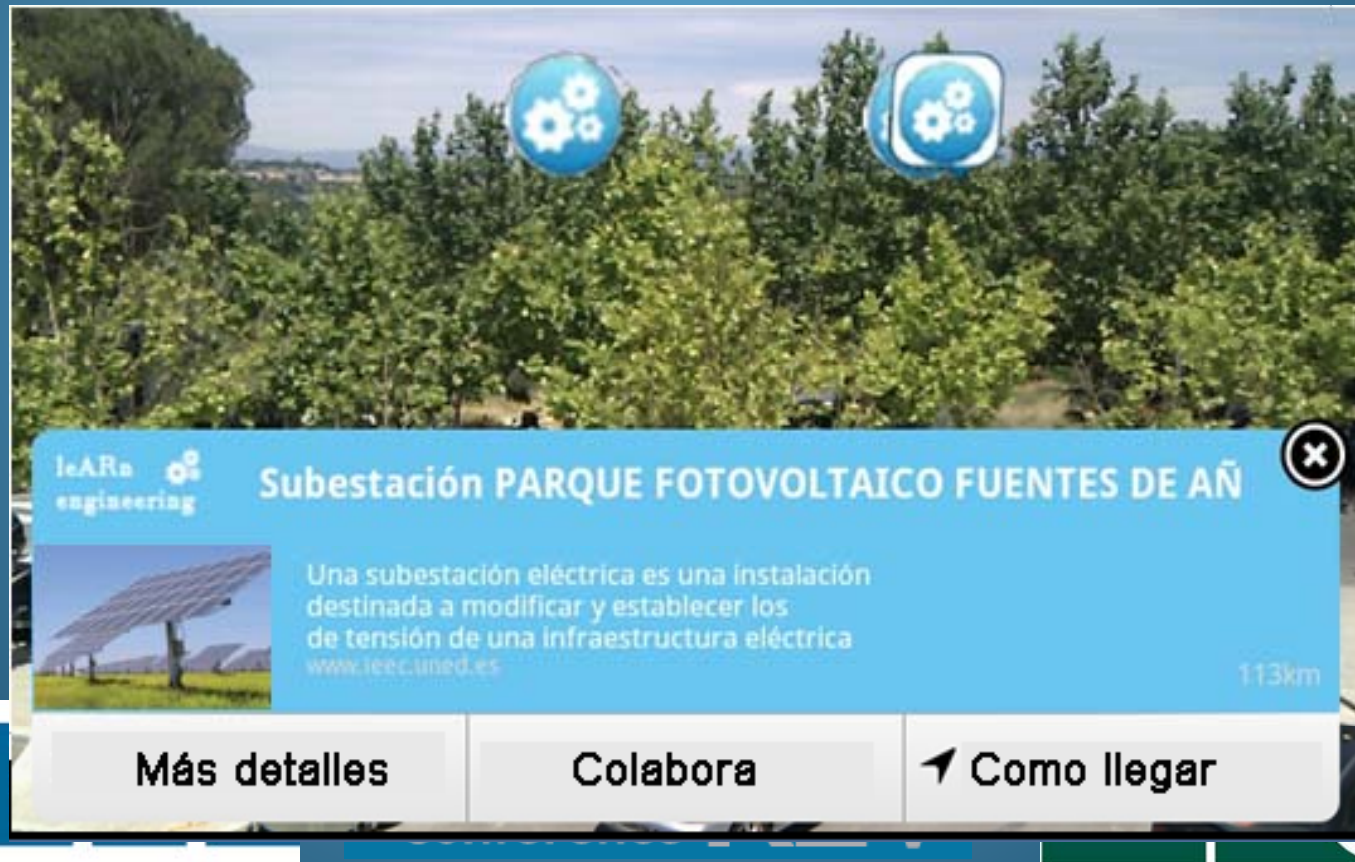 leARn
engineering
Subestación PARQUE FOTOVOLTAICO FUENTES DE AÑ
Una subestación eléctrica es una instalación
destinada a modificar y establecer los
de tensión de una infraestructura eléctrica
www.ieec.uned.es
113km
Más detalles
Colabora
Como llegar